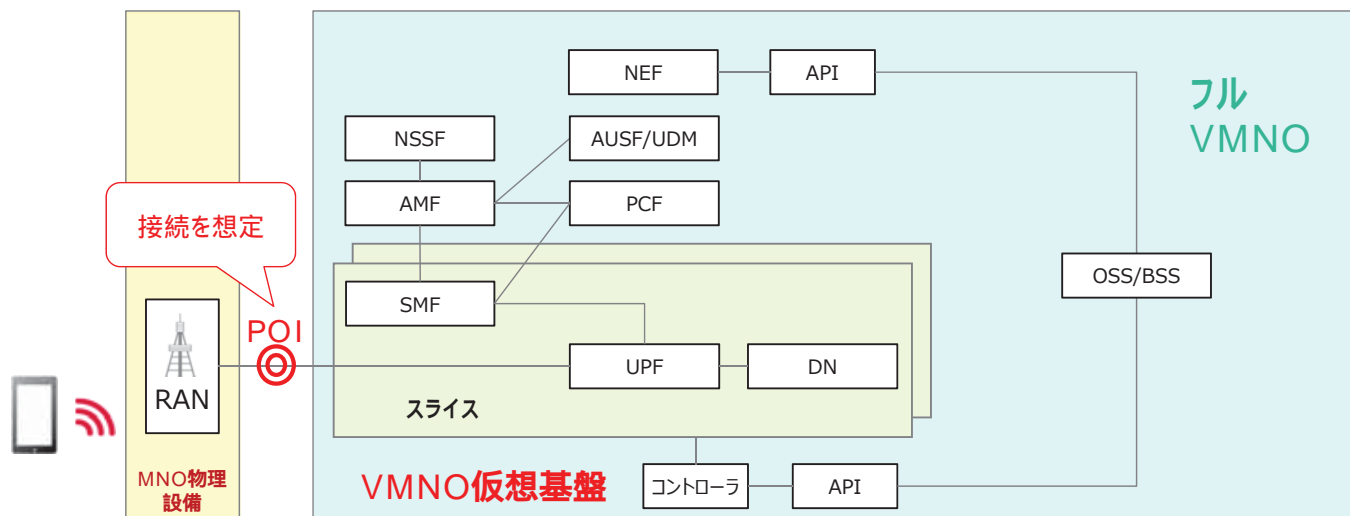 NEF
API
フル
VMNO
NSSF
AUSF/UDM
AMF
PCF
接続を想定
OSS/BSS
SMF
POI
UPF
DN
RAN
スライス
MNO物理
設備
VMNO仮想基盤
コントローラ
API